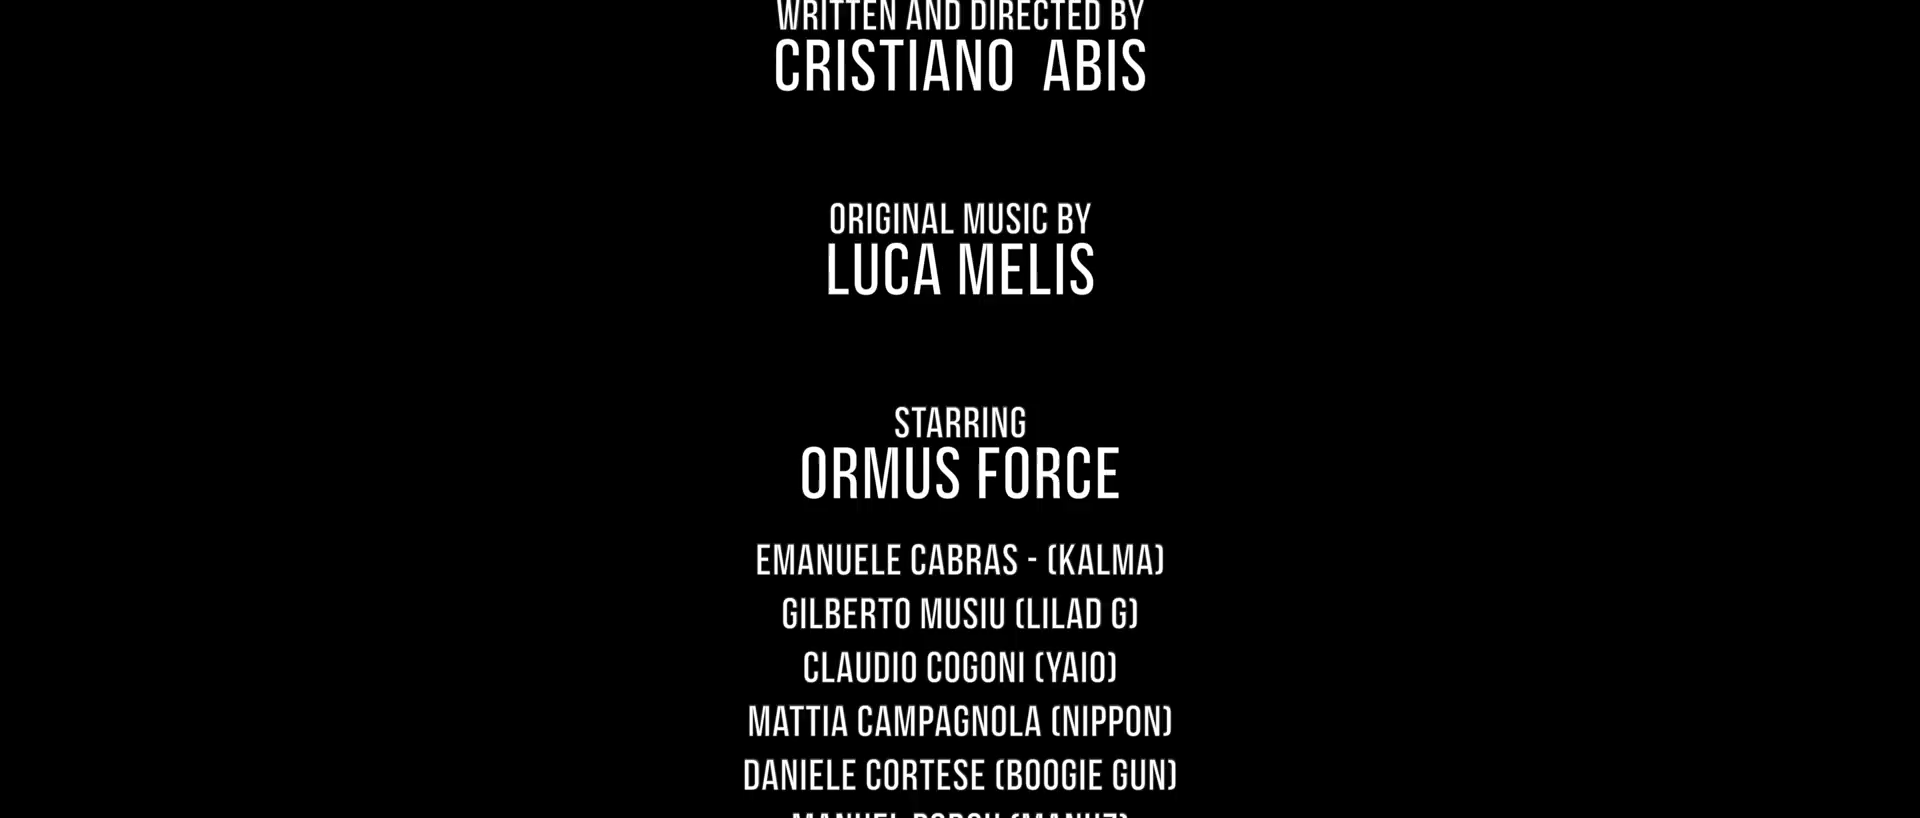 WRITTEN AND DIRECTED BY
CRISTIANO ABIS
ORIGINAL MUSIC BY
LUCA MELIS
STARRING
ORMUS FORCE
EMANUELE CABRAS - (KALMA)
GILBERTO MUSIU (LILAD G)
CLAUDIO COGONI (YAIO)
MATTIA CAMPAGNOLA (NIPPON)
DANIELE CORTESE (BOOGIE GUN)